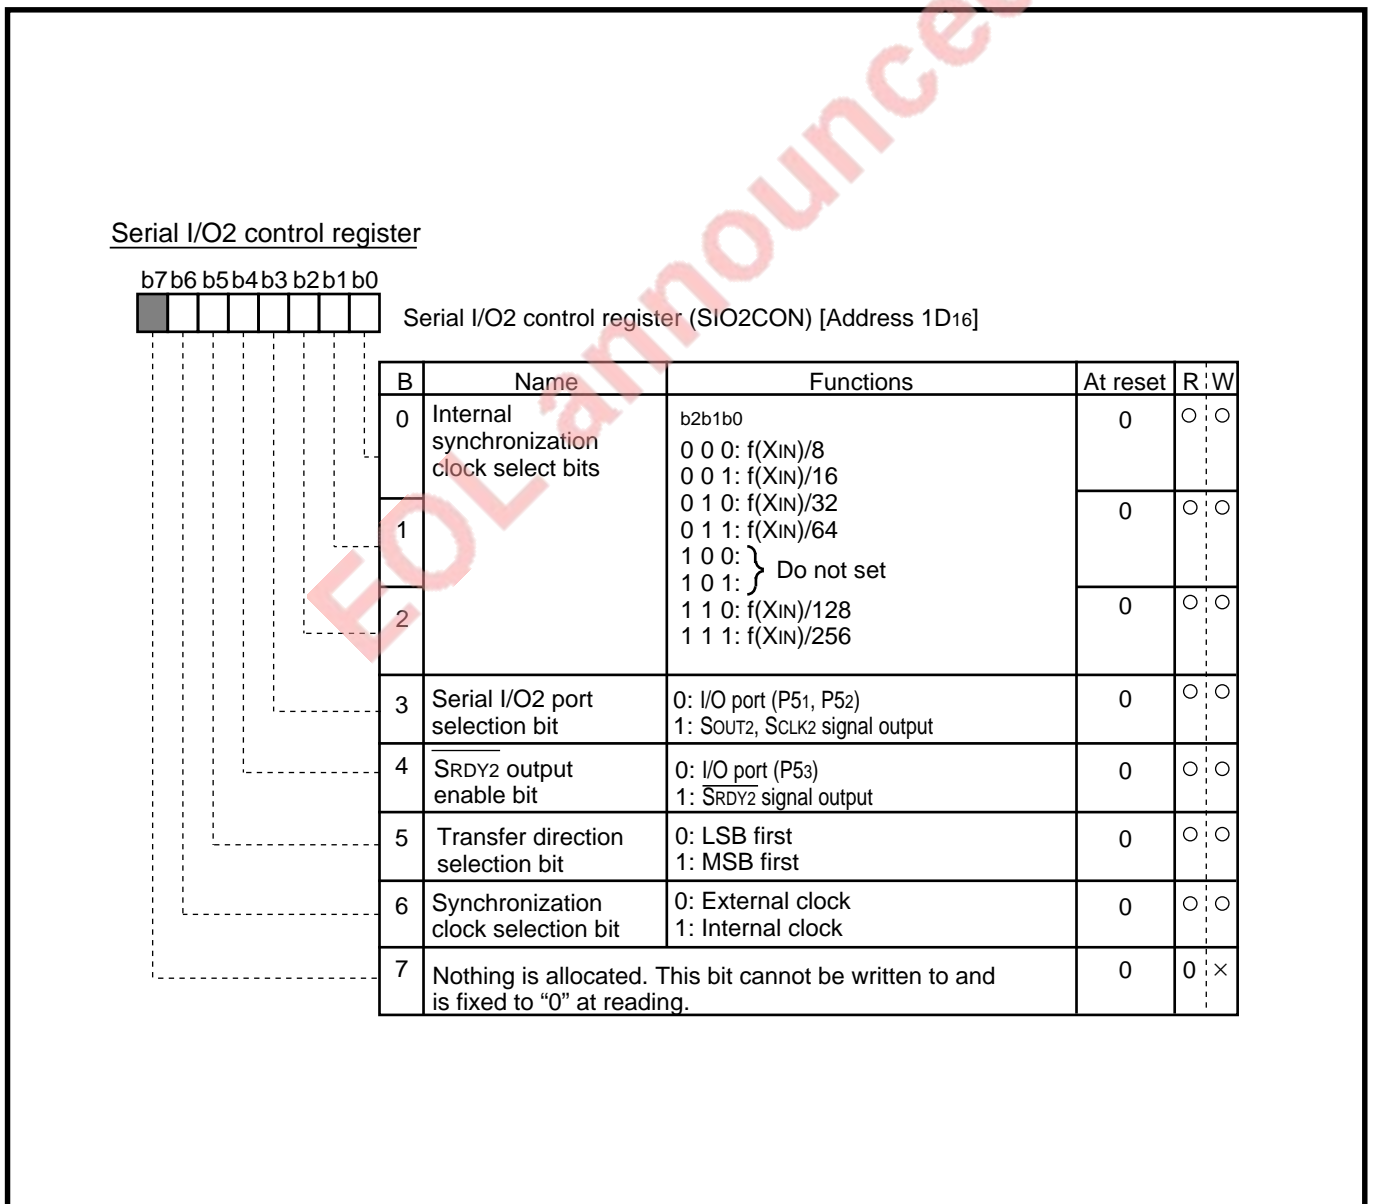 EOL announced
Serial I/O2 control register
b7 b6 b5 b4 b3 b2 b1 b0
Serial I/O2 control register (SIO2CON) [Address 1D16]
B Name Functions At reset R W
0 Internal synchronization clock select bits
b2b1b0
0 0 0: f(XIN)/8
0 0 1: f(XIN)/16
0 1 0: f(XIN)/32
0 1 1: f(XIN)/64
1 0 0:
1 0 1: } Do not set
1 1 0: f(XIN)/128
1 1 1: f(XIN)/256
0 ○ ○
1 0 ○ ○
2 0 ○ ○
3 Serial I/O2 port selection bit
0: I/O port (P51, P52)
1: SOUT2, SCLK2 signal output
0 ○ ○
4 SRDY2 output enable bit
0: I/O port (P53)
1: SRDY2 signal output
0 ○ ○
5 Transfer direction selection bit
0: LSB first
1: MSB first
0 ○ ○
6 Synchronization clock selection bit
0: External clock
1: Internal clock
0 ○ ○
7 Nothing is allocated. This bit cannot be written to and
is fixed to “0” at reading.
0 0 ×